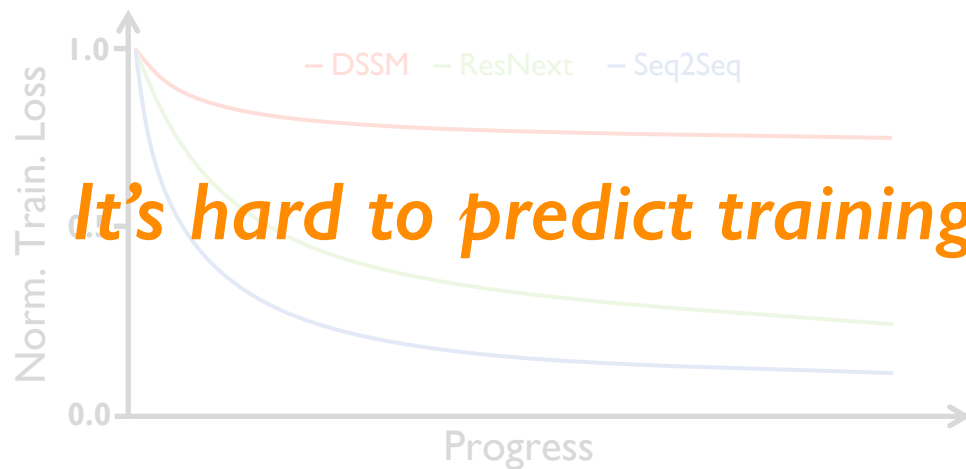 1.0
DSSM ResNext Seq2Seq
Norm. Train. Loss
It's hard to predict training
0.0
Progress